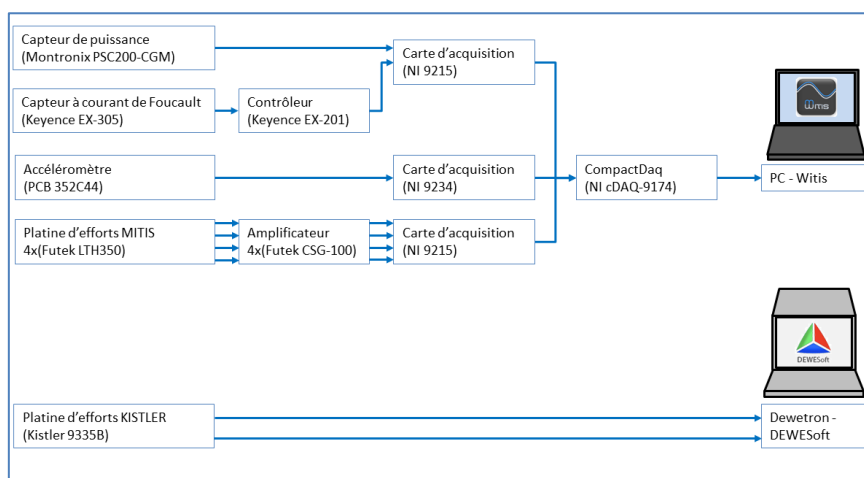 Capteur de puissance
(Montronix PSC200-CGM)
Carte d'acquisition
(NI 9215)
Capteur à courant de Foucault
(Keyence EX-305)
Contrôleur
(Keyence EX-201)
Accéléromètre
(PCB 352C44)
Carte d'acquisition
(NI 9234)
CompactDaq
(NI cDAQ-9174)
PC - Witis
Platine d'efforts MITIS
4x(Futek LTH350)
Amplificateur
4x(Futek CSG-100)
Carte d'acquisition
(NI 9215)
DEWESoft
Platine d'efforts KISTLER
(Kistler 9335B)
Dewetron -
DEWESoft